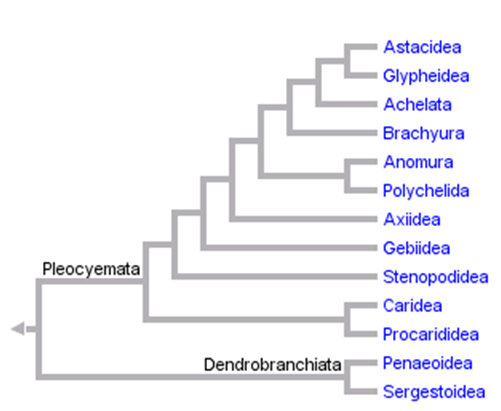 Astacidea
Glypheidea
Achelata
Brachyura
Anomura
Polychelida
Axiidea
Gebiidea
Pleocyemata
Stenopodidea
Caridea
Procarididea
Dendrobranchiata
Penaeoidea
Sergestoidea